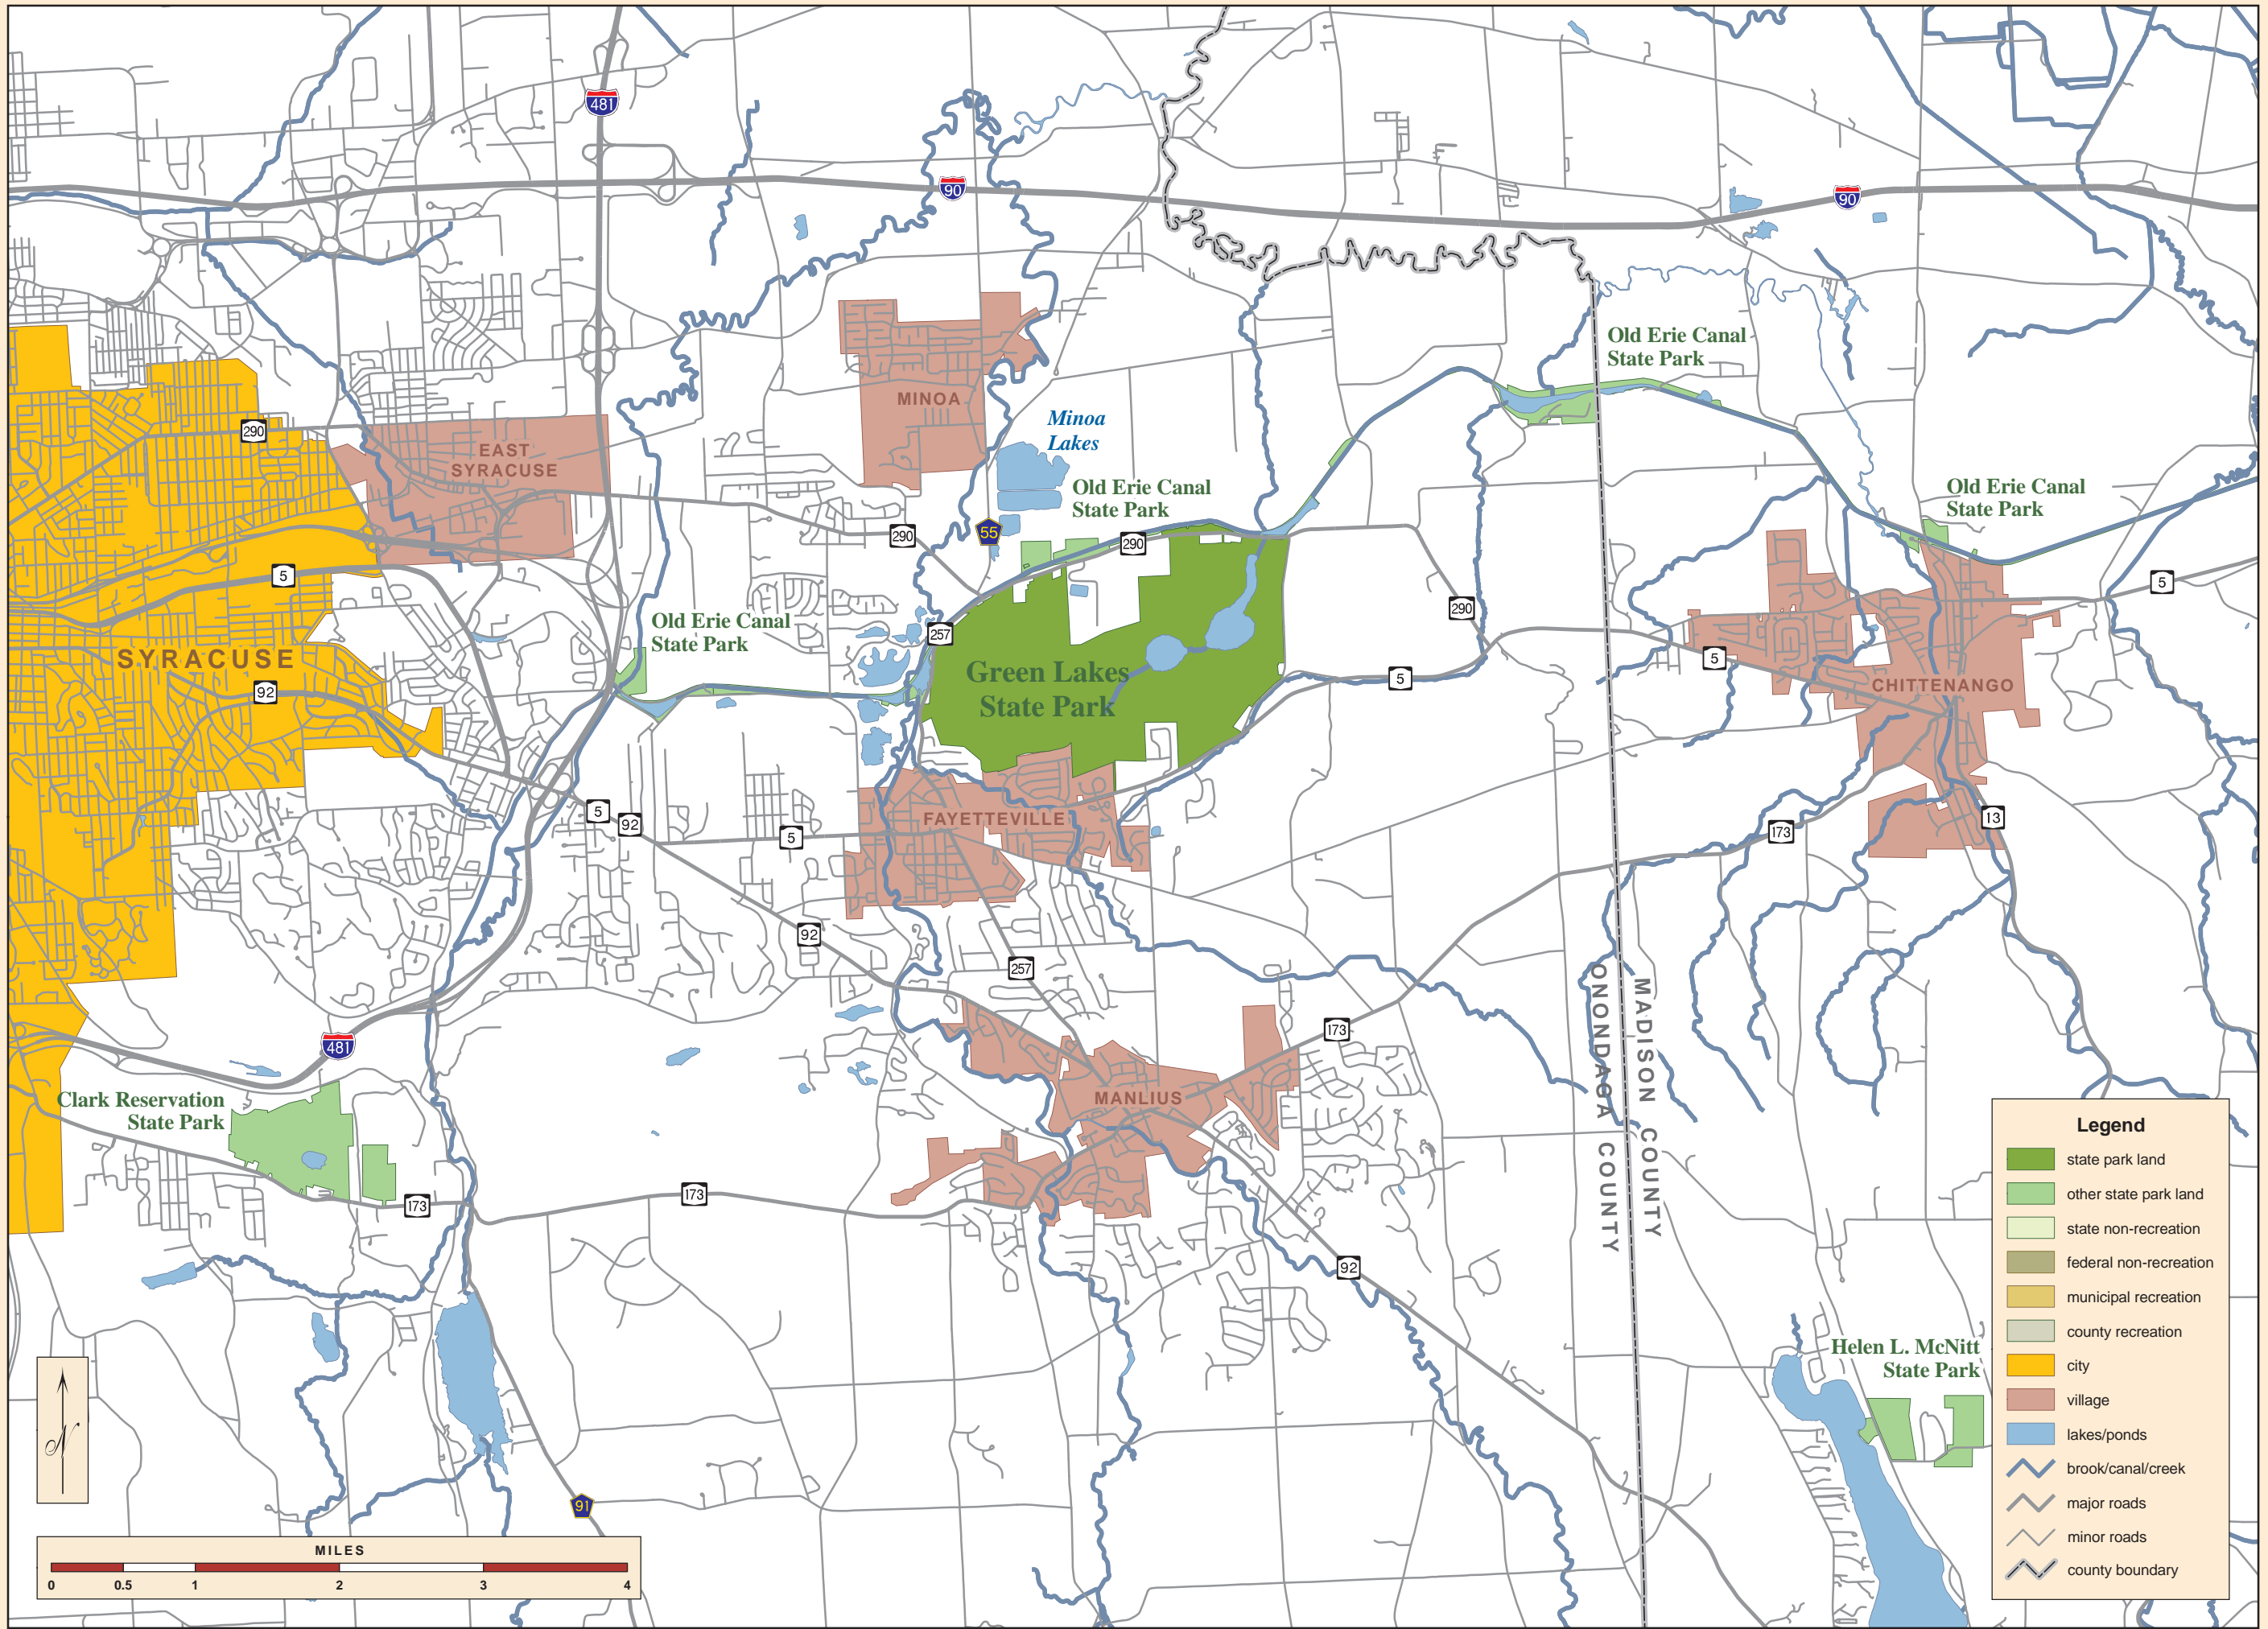 481
90
90
Old Erie Canal
State Park
MINOA
Minoa
Lakes
290
EAST
SYRACUSE
Old Erie Canal
State Park
Old Erie Canal
State Park
55
290
290
5
5
290
Old Erie Canal
State Park
257
SYRACUSE
5
Green Lakes
State Park
92
5
CHITTENANGO
5
92
5
FAYETTEVILLE
173
13
92
257
ONONDAGA COUNTY
MADISON COUNTY
173
481
Clark Reservation
State Park
MANLIUS
173
173
92
Helen L. McNitt
State Park
91
Legend
state park land
other state park land
state non-recreation
federal non-recreation
municipal recreation
county recreation
city
village
lakes/ponds
brook/canal/creek
major roads
minor roads
county boundary
N
MILES
0 0.5 1 2 3 4